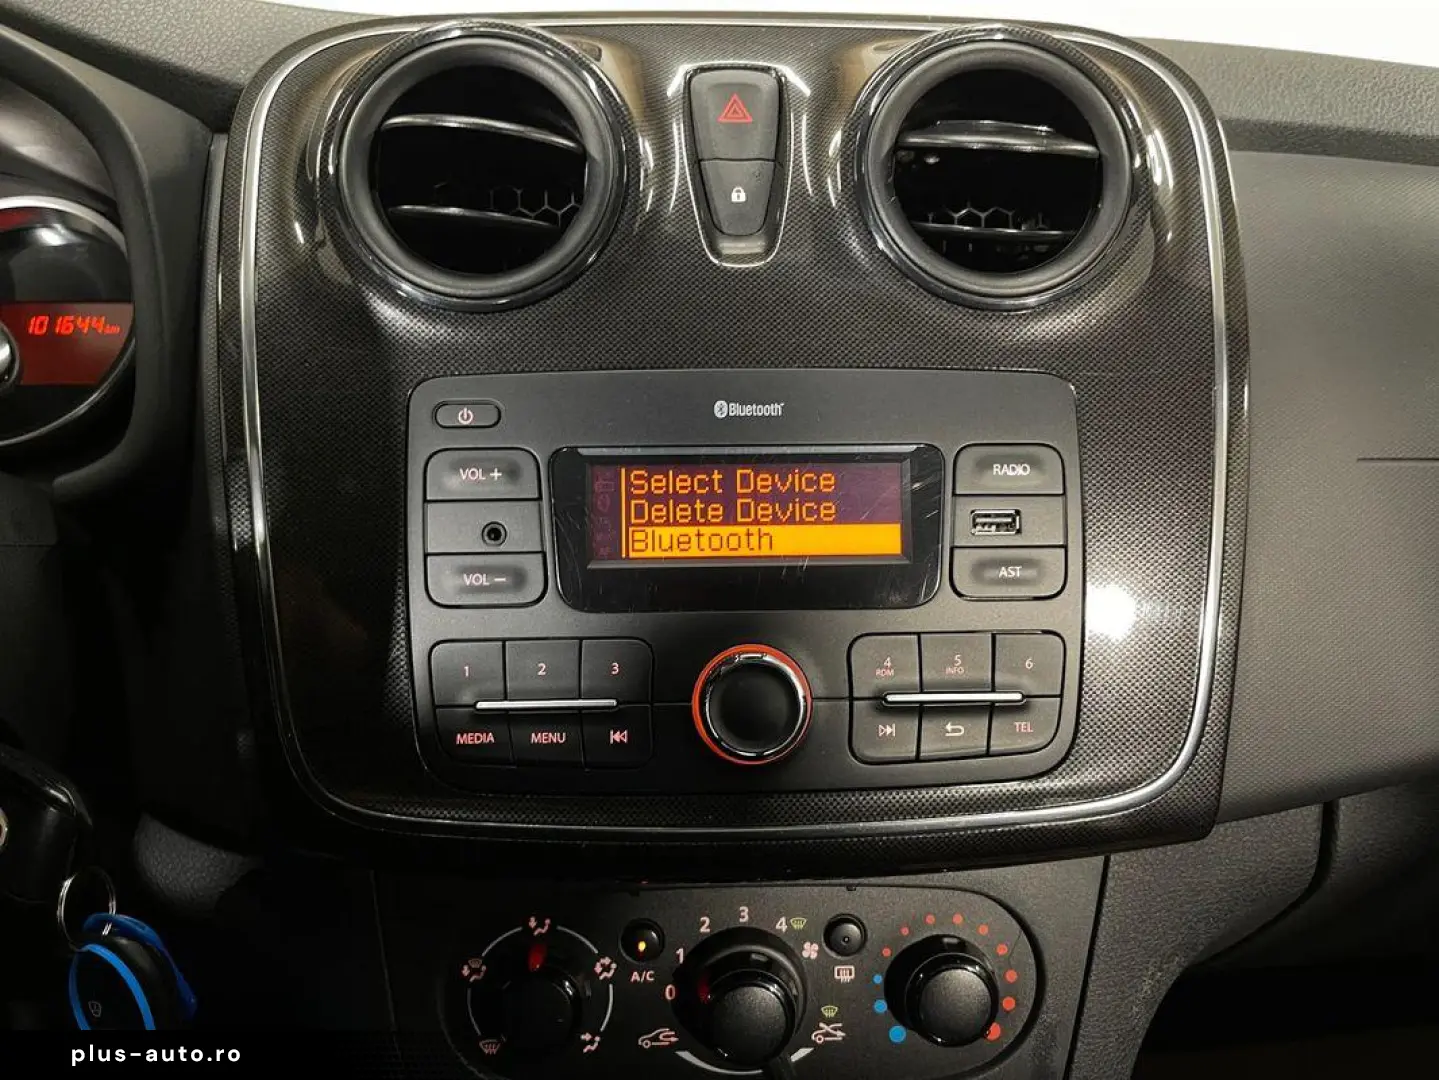 101644km
Bluetooth
VOL +
VOL −
Select Device
Delete Device
Bluetooth
RADIO
AST
1
2
3
MEDIA
MENU
4
RDM
5
INFO
6
TEL
A/C
0
1
2
3
4
plus-auto.ro